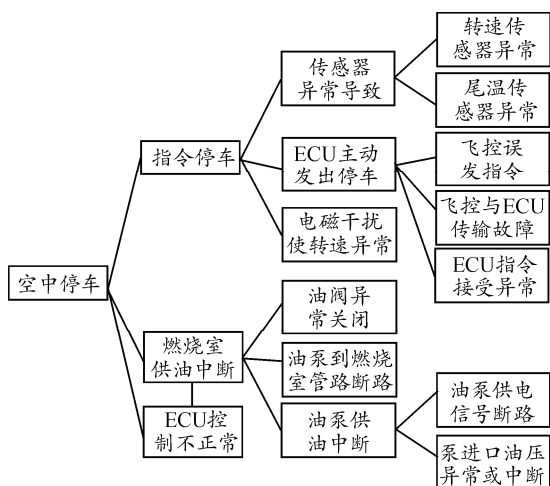 空中停车
指令停车
燃烧室
供油中断
ECU控
制不正常
传感器
异常导致
ECU主动
发出停车
电磁干扰
使转速异常
油阀异
常关闭
油泵到燃烧
室管路断路
油泵供
油中断
转速传
感器异常
尾温传
感器异常
飞控误
发指令
飞控与ECU
传输故障
ECU指令
接受异常
油泵供电
信号断路
泵进口油压
异常或中断